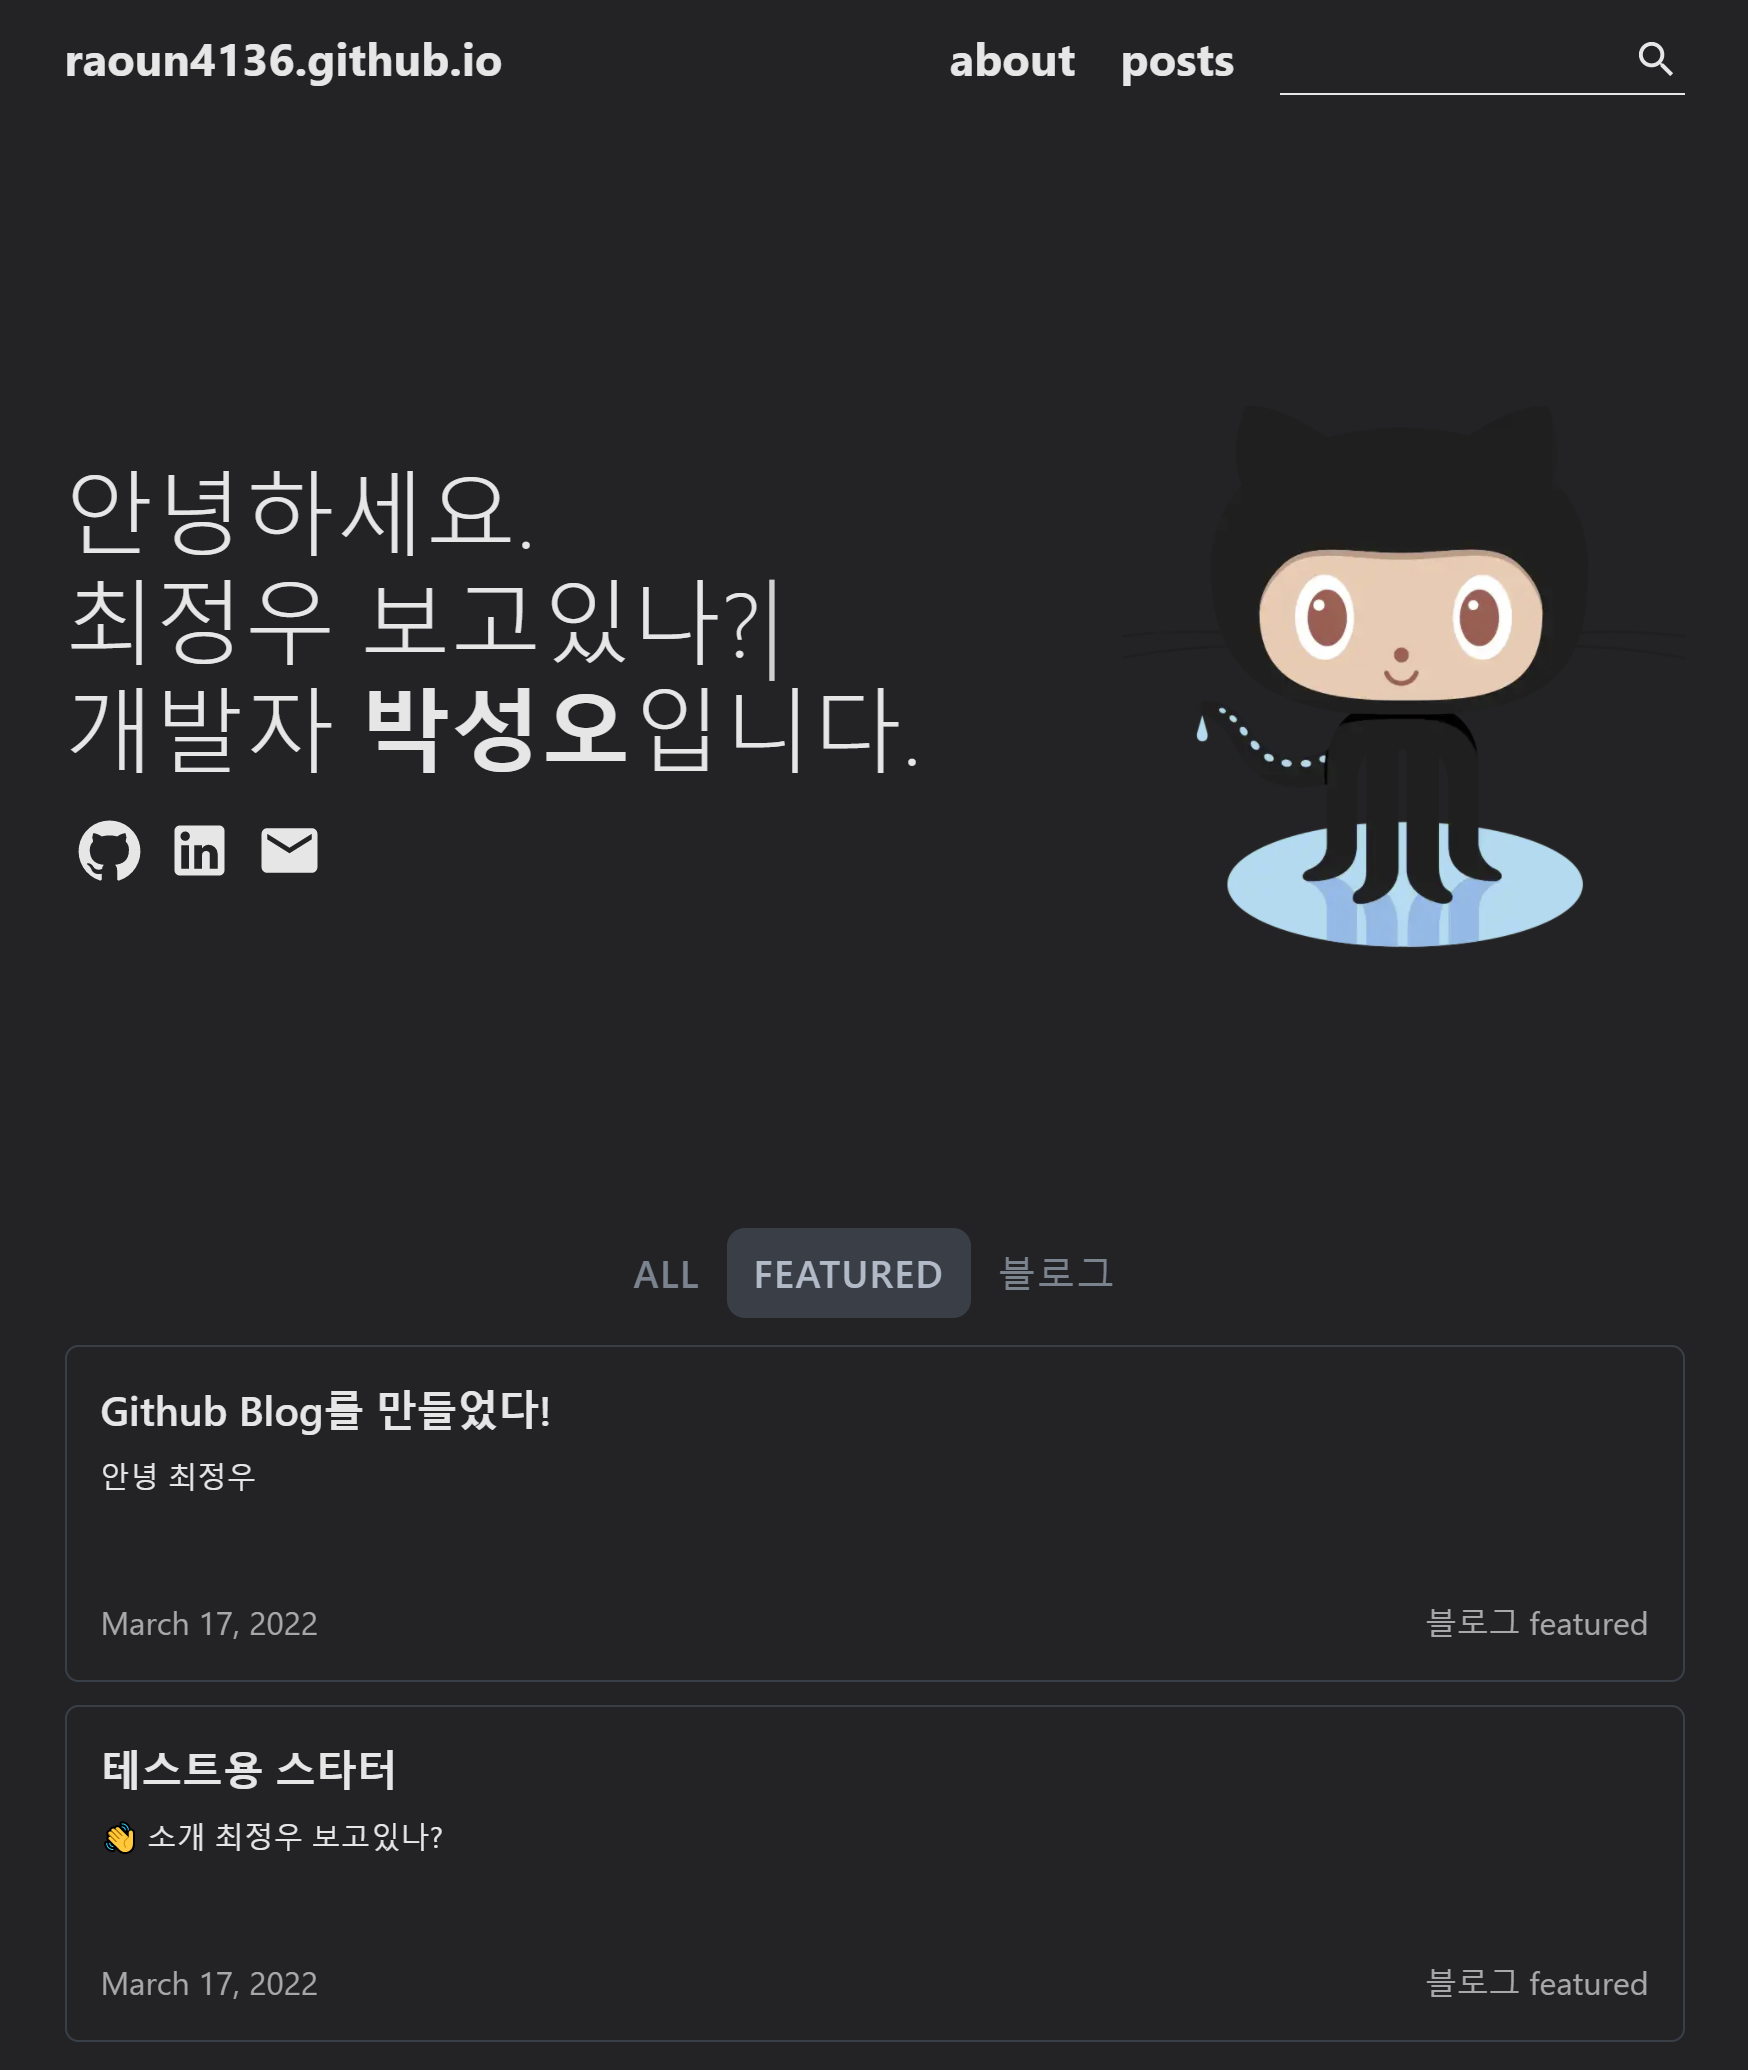 raoun4136.github.io
about posts
안녕하세요.
최정우 보고있나?|
개발자 박성오입니다.
in
ALL FEATURED 블로그
Github Blog를 만들었다!
안녕 최정우
March 17, 2022 블로그 featured
테스트용 스타터
👋 소개 최정우 보고있나?
March 17, 2022 블로그 featured